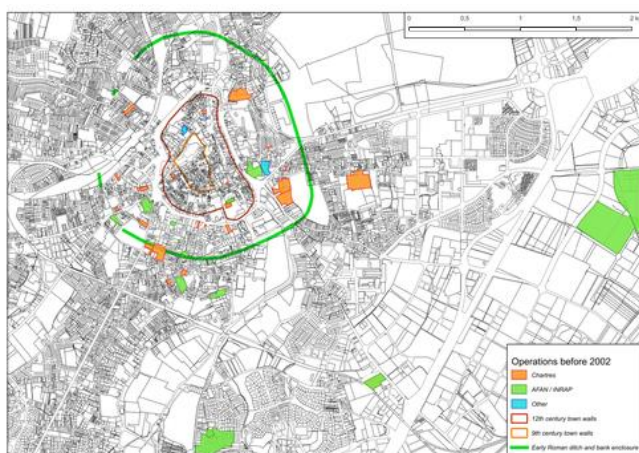 0 0,5 1 1,5 2 km
Operations before 2002
Chartres
AFAN / INRAP
Other
12th century town walls
9th century town walls
Early Roman ditch and bank enclosure